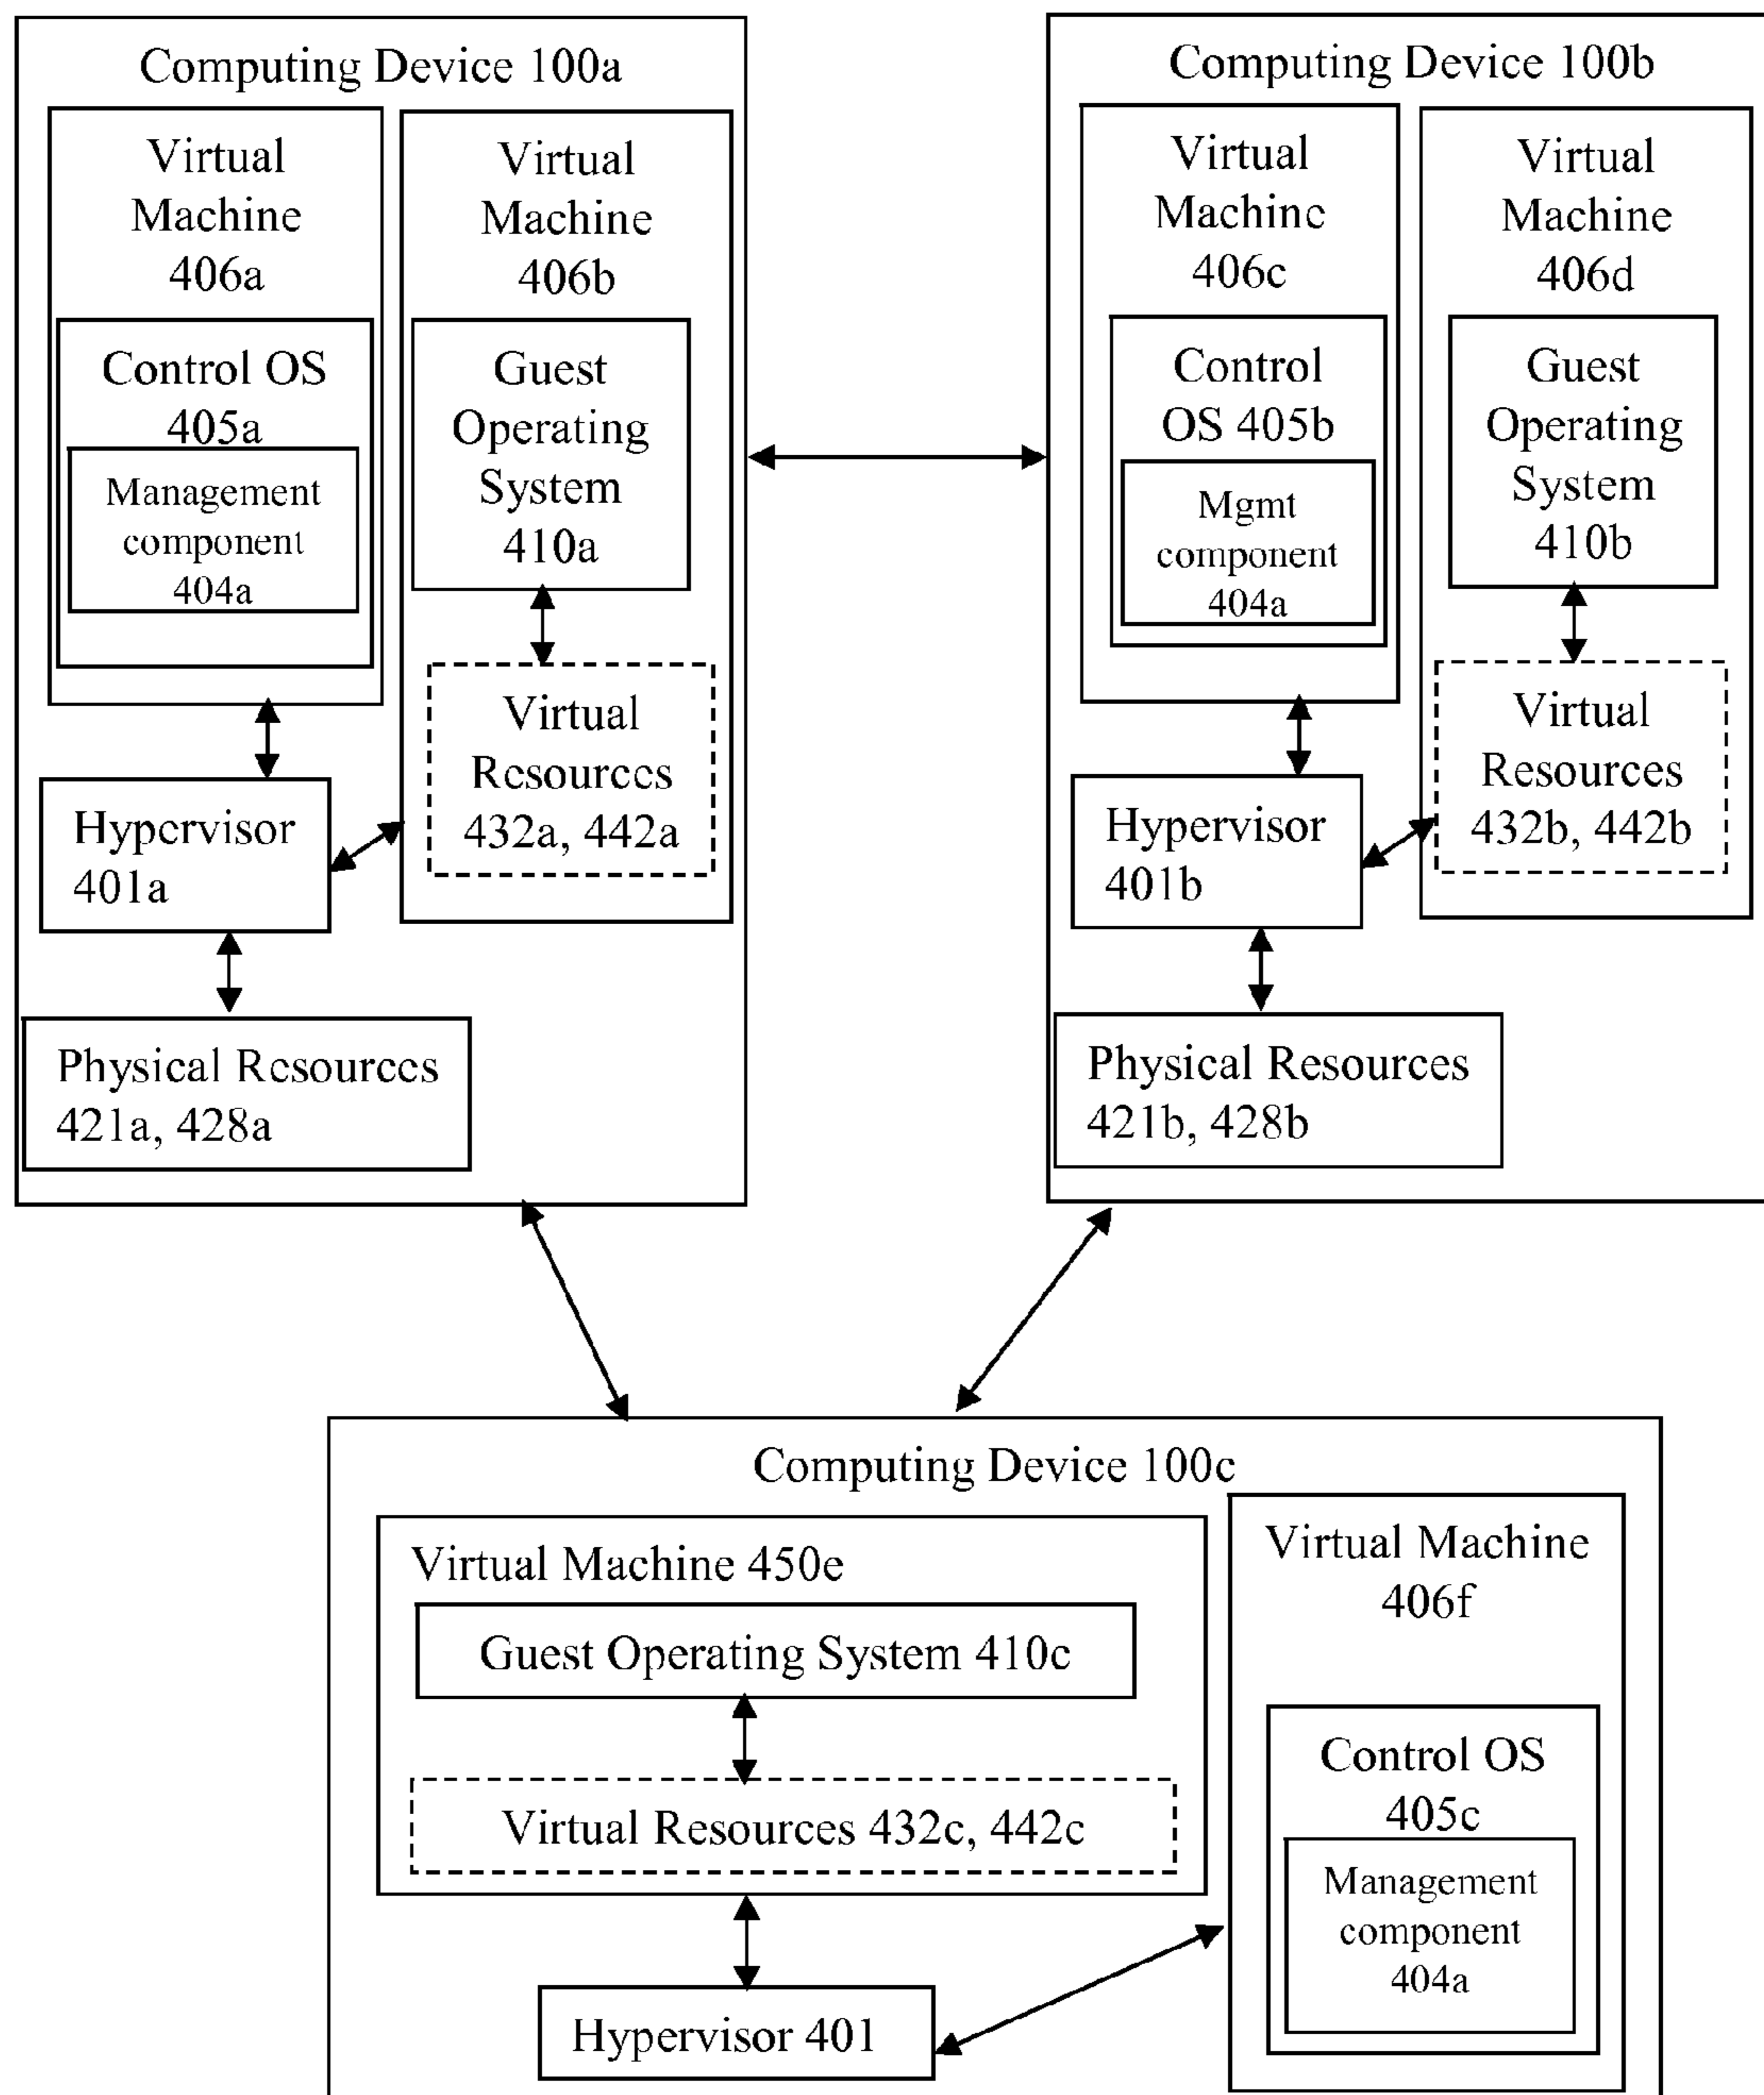 Computing Device 100a
Virtual
Machine
406a
Control OS
405a
Management
component
404a
Virtual
Machine
406b
Guest
Operating
System
410a
Virtual
Resources
432a, 442a
Hypervisor
401a
Physical Resources
421a, 428a
Computing Device 100b
Virtual
Machine
406c
Control
OS 405b
Mgmt
component
404a
Virtual
Machine
406d
Guest
Operating
System
410b
Virtual
Resources
432b, 442b
Hypervisor
401b
Physical Resources
421b, 428b
Computing Device 100c
Virtual Machine 450e
Guest Operating System 410c
Virtual Resources 432c, 442c
Hypervisor 401
Virtual Machine
406f
Control OS
405c
Management
component
404a